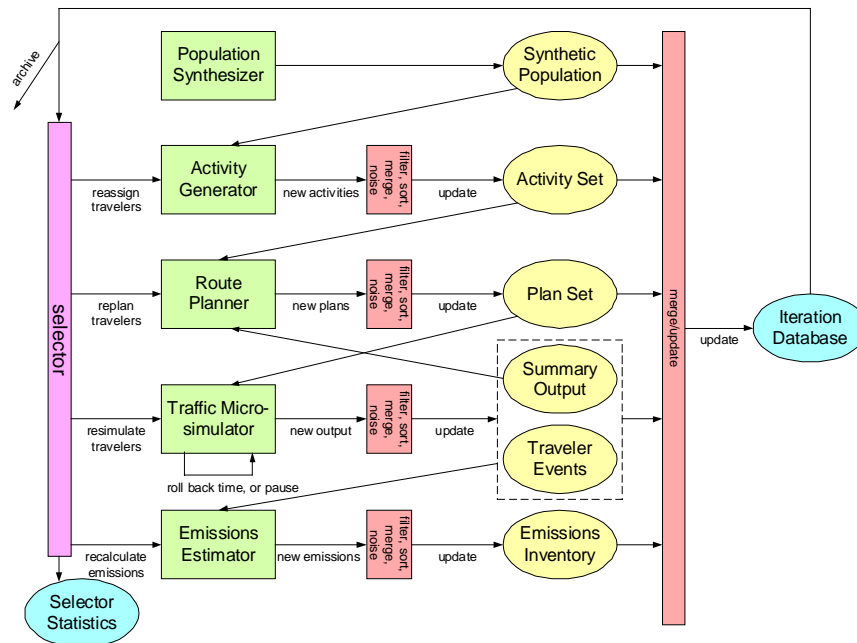 archive
Population
Synthesizer
Synthetic
Population
Activity
Generator
filter, sort,
merge,
noise
Activity Set
reassign
travelers
new activities
update
selector
Route
Planner
filter, sort,
merge,
noise
Plan Set
replan
travelers
new plans
update
merge/update
update
Iteration
Database
Summary
Output
Traffic Micro-
simulator
filter, sort,
merge,
noise
resimulate
travelers
new output
update
Traveler
Events
roll back time, or pause
Emissions
Estimator
filter, sort,
merge,
noise
Emissions
Inventory
recalculate
emissions
new emissions
update
Selector
Statistics